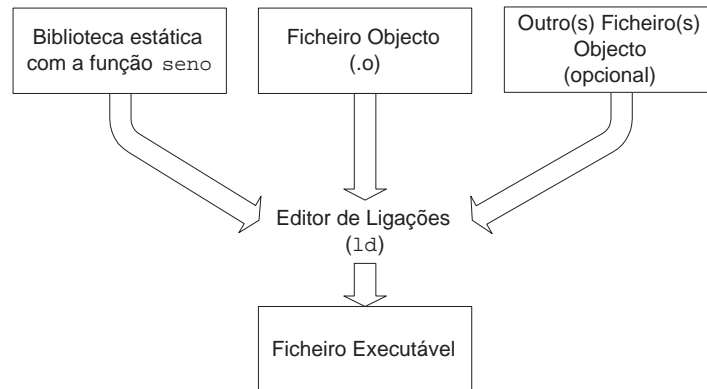 Biblioteca estática
com a função seno
Ficheiro Objecto
(.o)
Outro(s) Ficheiro(s)
Objecto
(opcional)
Editor de Ligações
(ld)
Ficheiro Executável